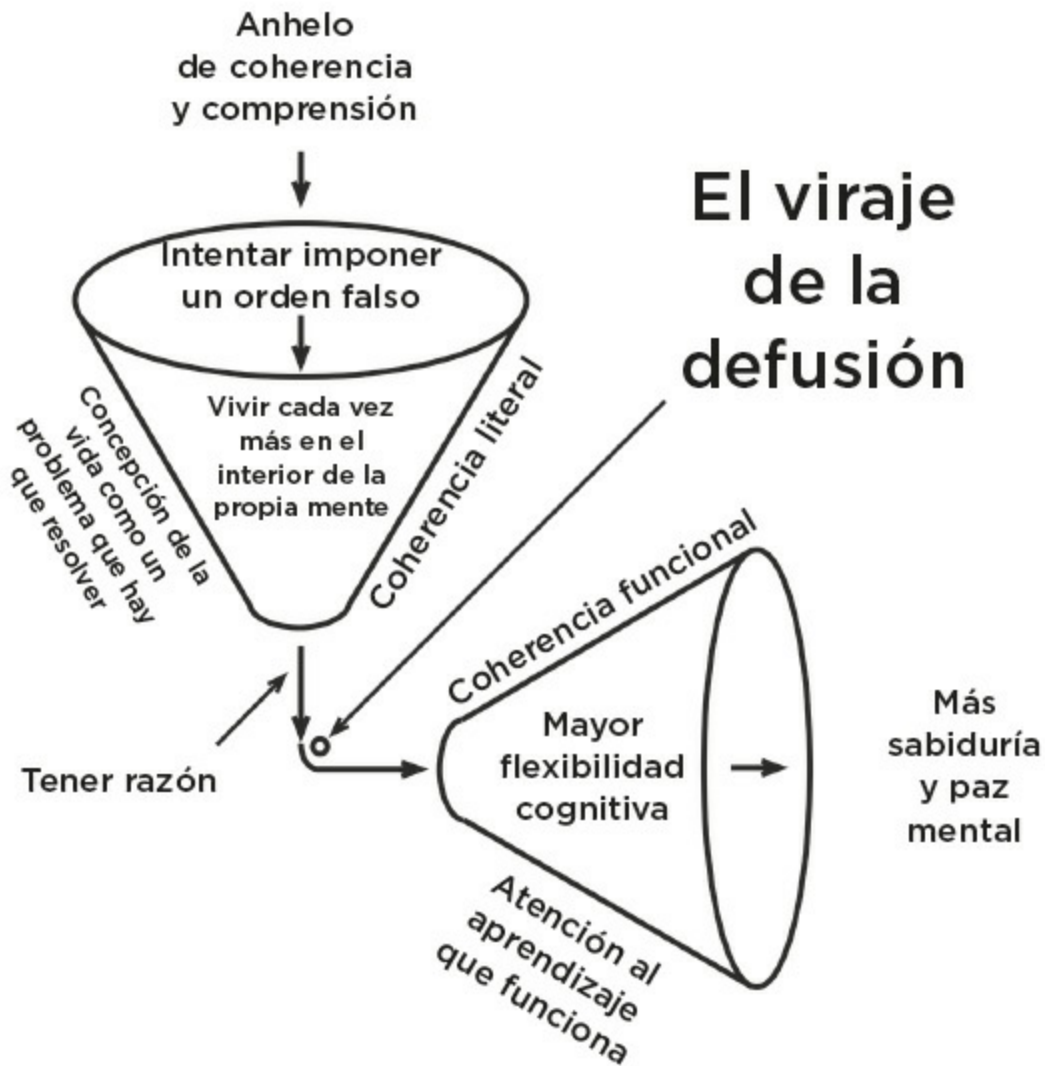 Anhelo
de coherencia
y comprensión
El viraje
de la
defusión
Intentar imponer
un orden falso
Vivir cada vez
más en el
interior de la
propia mente
Concepción de la
vida como un
problema que hay
que resolver
Coherencia literal
Tener razón
Coherencia funcional
Mayor
flexibilidad
cognitiva
Atención al
aprendizaje
que funciona
Más
sabiduría
y paz
mental